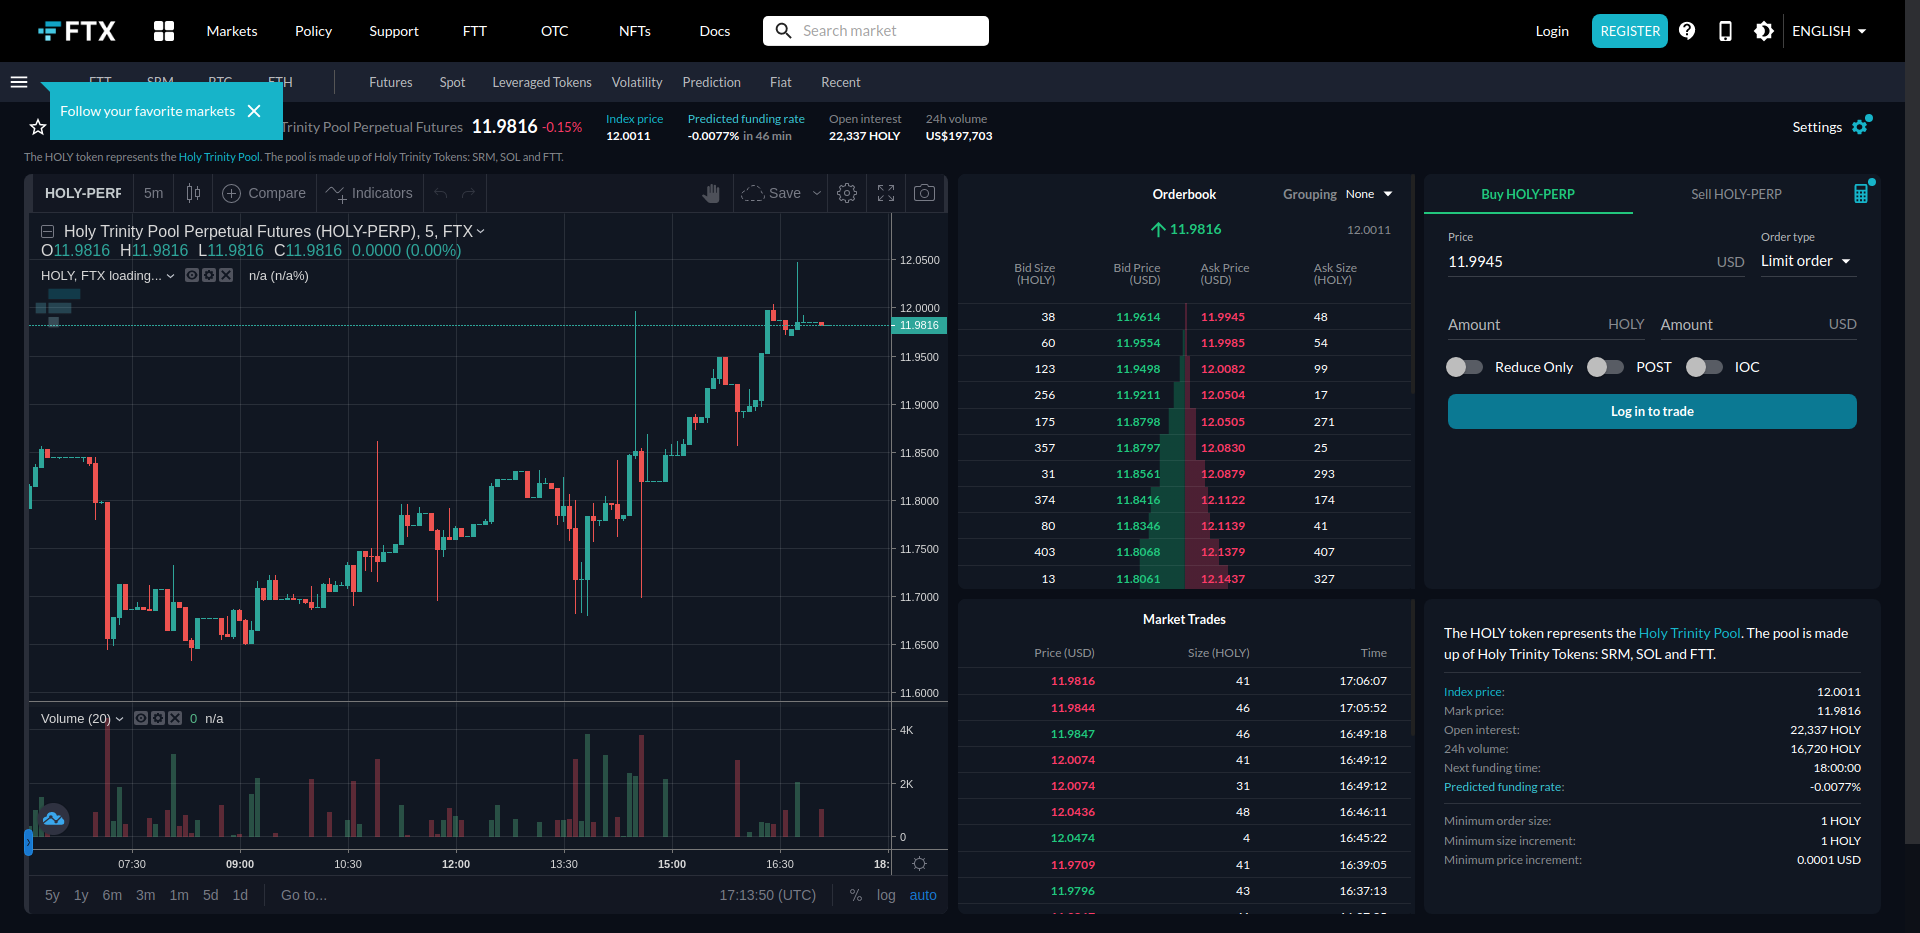 FTX
Markets Policy Support FTT OTC NFTs Docs
Search market
Login REGISTER ENGLISH
FTT SRM BTC ETH Futures Spot Leveraged Tokens Volatility Prediction Fiat Recent
Follow your favorite markets
Trinity Pool Perpetual Futures 11.9816 -0.15%
Index price
12.0011
Predicted funding rate
-0.0077% in 46 min
Open interest
22,337 HOLY
24h volume
US$197,703
Settings
The HOLY token represents the Holy Trinity Pool. The pool is made up of Holy Trinity Tokens: SRM, SOL and FTT.
HOLY-PERP 5m Compare Indicators Save
Holy Trinity Pool Perpetual Futures (HOLY-PERP), 5, FTX
O11.9816 H11.9816 L11.9816 C11.9816 0.0000 (0.00%)
HOLY, FTX loading... n/a (n/a%)
12.0500
12.0000
11.9816
11.9500
11.9000
11.8500
11.8000
11.7500
11.7000
11.6500
11.6000
Volume (20) 0 n/a
4K
2K
0
07:30 09:00 10:30 12:00 13:30 15:00 16:30 18:
5y 1y 6m 3m 1m 5d 1d Go to... 17:13:50 (UTC) % log auto
Orderbook Grouping None
11.9816 12.0011
Bid Size (HOLY) Bid Price (USD) Ask Price (USD) Ask Size (HOLY)
38 11.9614 11.9945 48
60 11.9554 11.9985 54
123 11.9498 12.0082 99
256 11.9211 12.0504 17
175 11.8798 12.0505 271
357 11.8797 12.0830 25
31 11.8561 12.0879 293
374 11.8416 12.1122 174
80 11.8346 12.1139 41
403 11.8068 12.1379 407
13 11.8061 12.1437 327
Market Trades
Price (USD) Size (HOLY) Time
11.9816 41 17:06:07
11.9844 46 17:05:52
11.9847 46 16:49:18
12.0074 41 16:49:12
12.0074 31 16:49:12
12.0436 48 16:46:11
12.0474 4 16:45:22
11.9709 41 16:39:05
11.9796 43 16:37:13
Buy HOLY-PERP Sell HOLY-PERP
Price Order type
11.9945 USD Limit order
Amount HOLY Amount USD
Reduce Only POST IOC
Log in to trade
The HOLY token represents the Holy Trinity Pool. The pool is made
up of Holy Trinity Tokens: SRM, SOL and FTT.
Index price: 12.0011
Mark price: 11.9816
Open interest: 22,337 HOLY
24h volume: 16,720 HOLY
Next funding time: 18:00:00
Predicted funding rate: -0.0077%
Minimum order size: 1 HOLY
Minimum size increment: 1 HOLY
Minimum price increment: 0.0001 USD